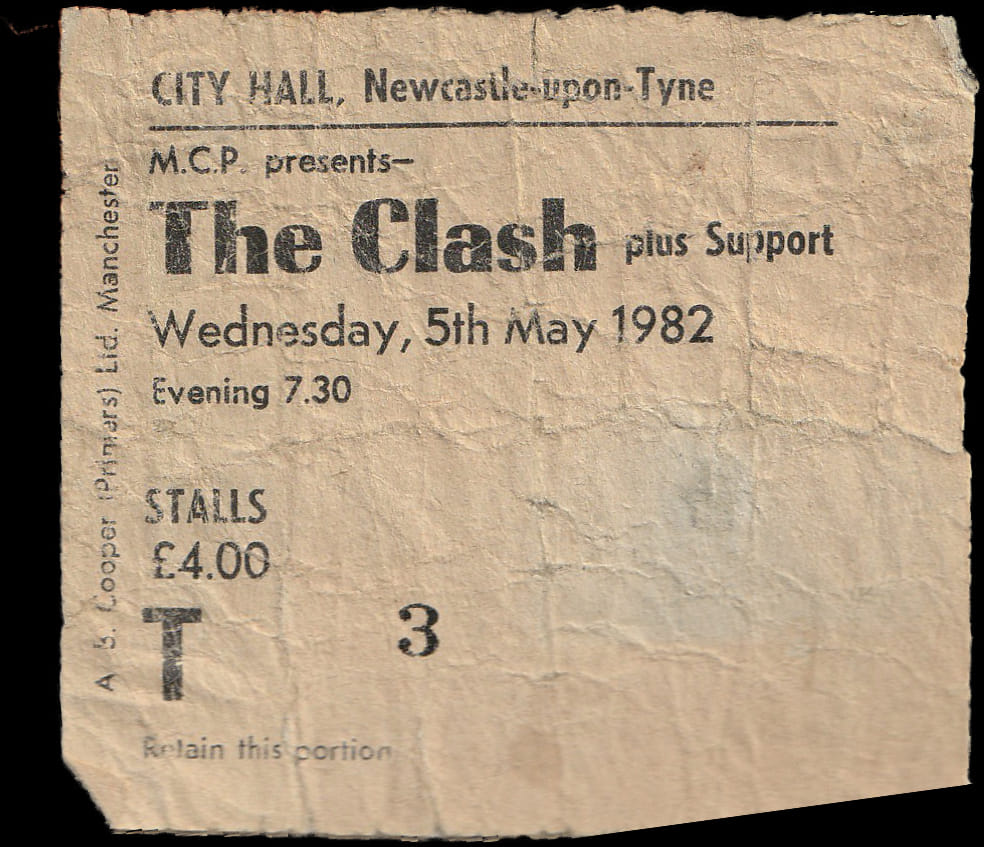 CITY HALL, Newcastle-upon-Tyne
M.C.P. presents—
The Clash plus Support
Wednesday, 5th May 1982
Evening 7.30
STALLS
£4.00
T 3
Retain this portion
A. B. Cooper (Printers) Ltd. Manchester